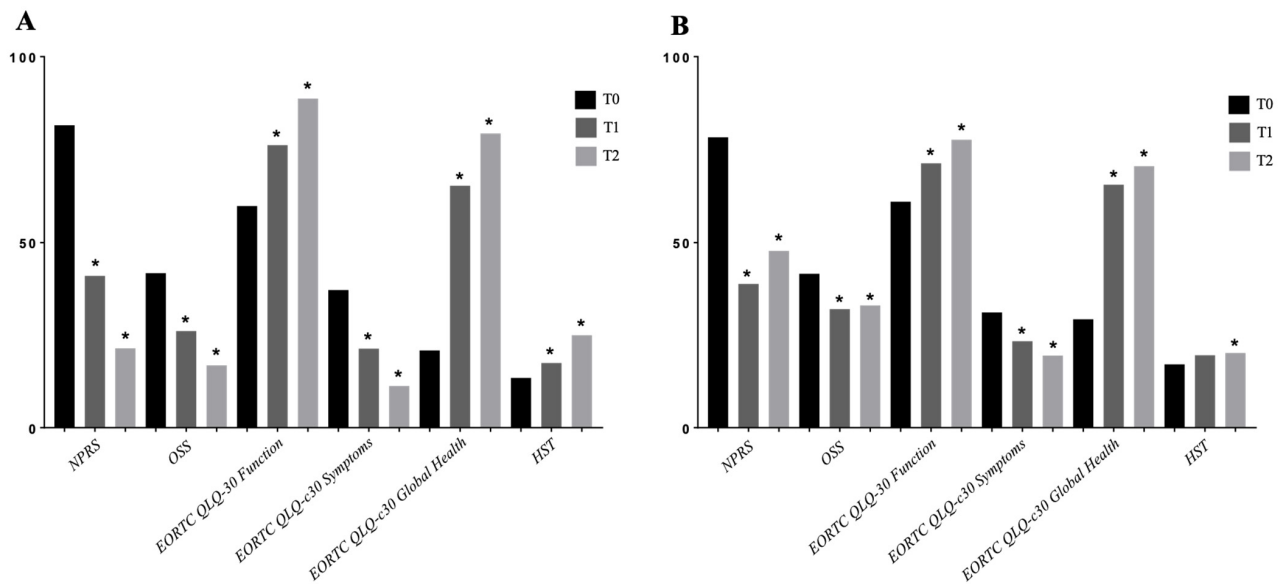 A
100
50
0
* * * * * * * * * * * *
T0
T1
T2
NPRS
OSS
EORTC QLQ-30 Function
EORTC QLQ-c30 Symptoms
EORTC QLQ-c30 Global Health
HST
B
100
50
0
* * * * * * * * * * *
T0
T1
T2
NPRS
OSS
EORTC QLQ-30 Function
EORTC QLQ-c30 Symptoms
EORTC QLQ-c30 Global Health
HST